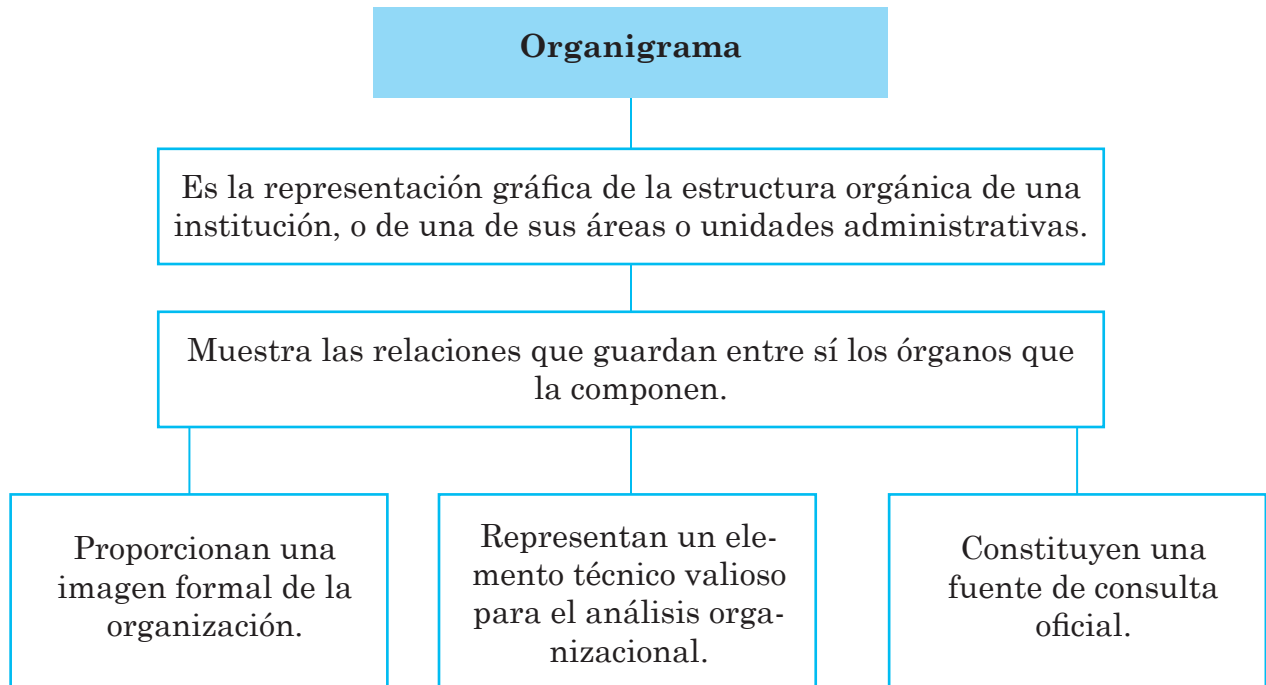 Organigrama
Es la representación gráfica de la estructura orgánica de una
institución, o de una de sus áreas o unidades administrativas.
Muestra las relaciones que guardan entre sí los órganos que
la componen.
Proporcionan una
imagen formal de la
organización.
Representan un ele-
mento técnico valioso
para el análisis orga-
nizacional.
Constituyen una
fuente de consulta
oficial.